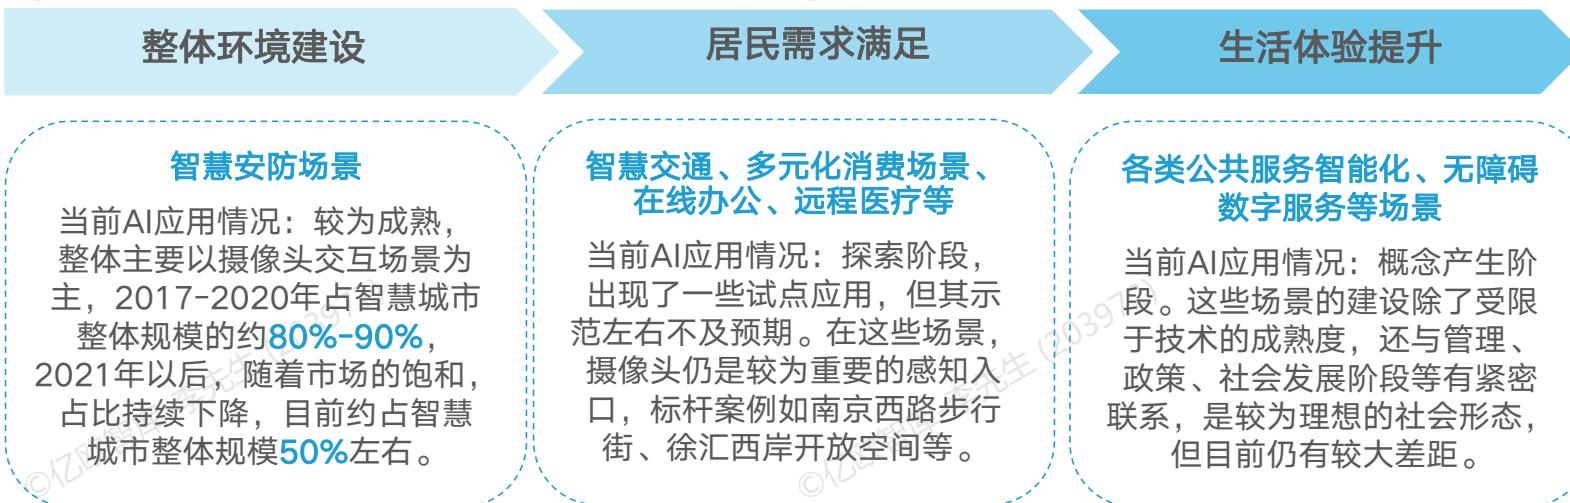 整体环境建设
居民需求满足
生活体验提升
智慧安防场景
当前AI应用情况：较为成熟，
整体主要以摄像头交互场景为
主，2017-2020年占智慧城市
整体规模的约80%-90%，
2021年以后，随着市场的饱和，
占比持续下降，目前约占智慧
城市整体规模50%左右。
智慧交通、多元化消费场景、
在线办公、远程医疗等
当前AI应用情况：探索阶段，
出现了一些试点应用，但其示
范左右不及预期。在这些场景，
摄像头仍是较为重要的感知入
口，标杆案例如南京西路步行
街、徐汇西岸开放空间等。
各类公共服务智能化、无障碍
数字服务等场景
当前AI应用情况：概念产生阶
段。这些场景的建设除了受限
于技术的成熟度，还与管理、
政策、社会发展阶段等有紧密
联系，是较为理想的社会形态，
但目前仍有较大差距。